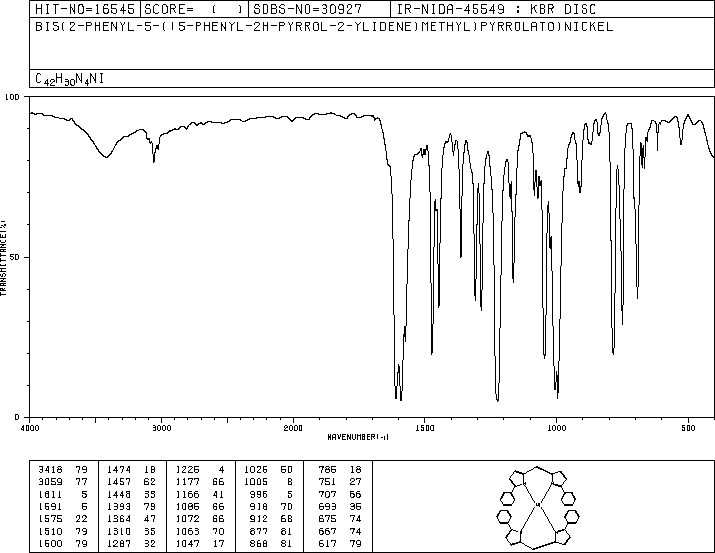 HIT-NO=16545 SCORE= ( ) SDBS-NO=30927 IR-NIDA-45549 : KBR DISC
BIS(2-PHENYL-5-((5-PHENYL-2H-PYRROL-2-YLIDENE)METHYL)PYRROLATO)NICKEL
C42H30N4NI
100
50
0
TRANSMITTANCE(%)
4000 3000 2000 1500 1000 500
WAVENUMBER(-1)
3418 79 1474 18 1226 4 1026 50 786 18
3059 77 1457 62 1177 66 1005 8 751 27
1611 5 1448 33 1166 41 996 5 707 66
1591 5 1393 79 1086 66 918 70 693 36
1575 22 1364 47 1072 66 912 68 675 74
1510 79 1310 35 1063 70 877 81 667 74
1500 79 1287 32 1047 17 868 81 617 79